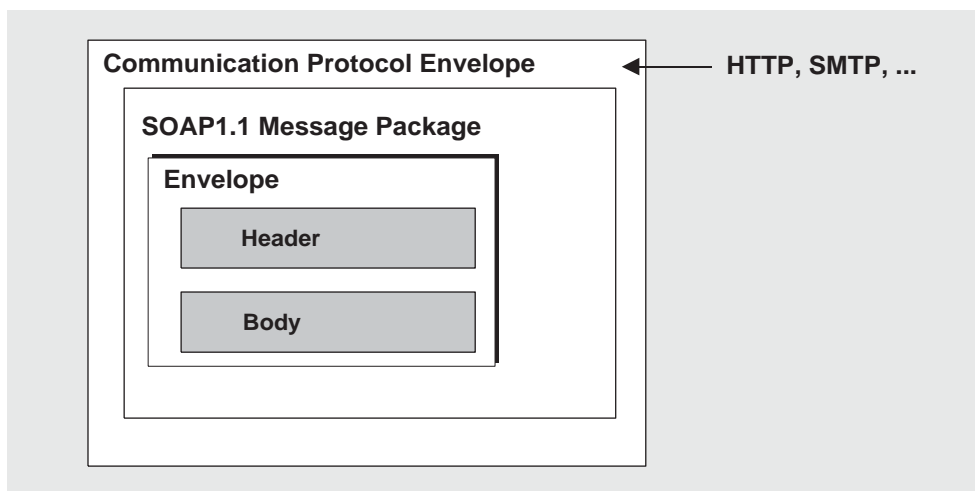 Communication Protocol Envelope
HTTP, SMTP, ...
SOAP1.1 Message Package
Envelope
Header
Body